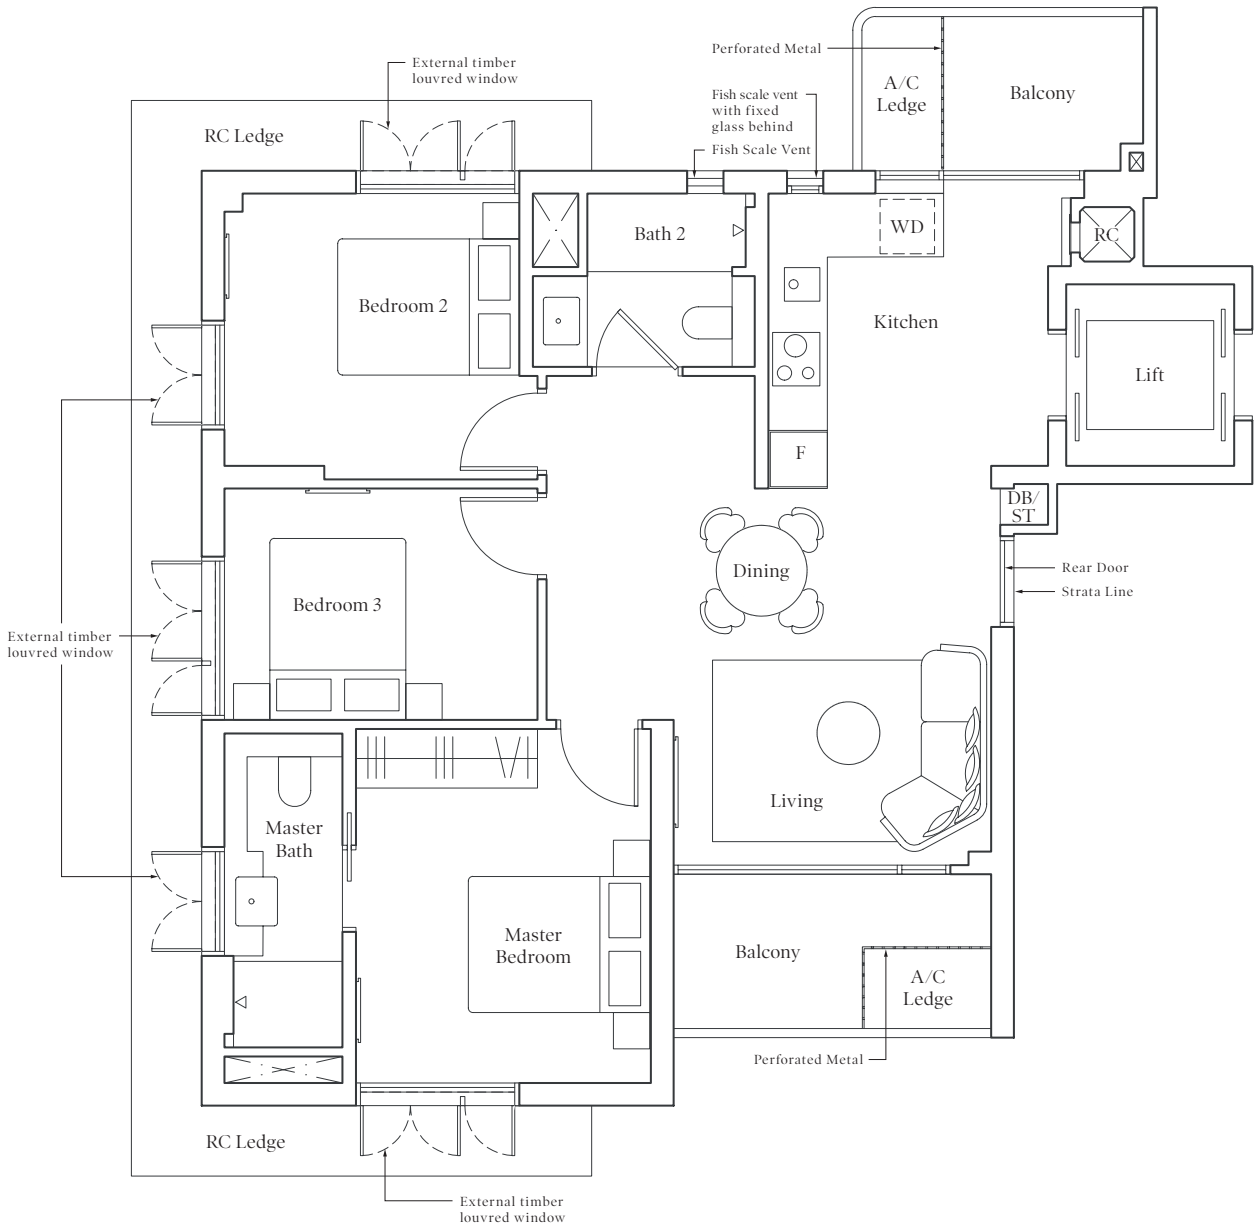 Perforated Metal
A/C
Ledge
Balcony
External timber
louvred window
Fish scale vent
with fixed
glass behind
Fish Scale Vent
RC Ledge
WD
Bath 2
RC
Bedroom 2
Kitchen
Lift
F
DB/
ST
Dining
Rear Door
Strata Line
Bedroom 3
External timber
louvred window
Living
Master
Bath
Master
Bedroom
Balcony
A/C
Ledge
Perforated Metal
RC Ledge
External timber
louvred window